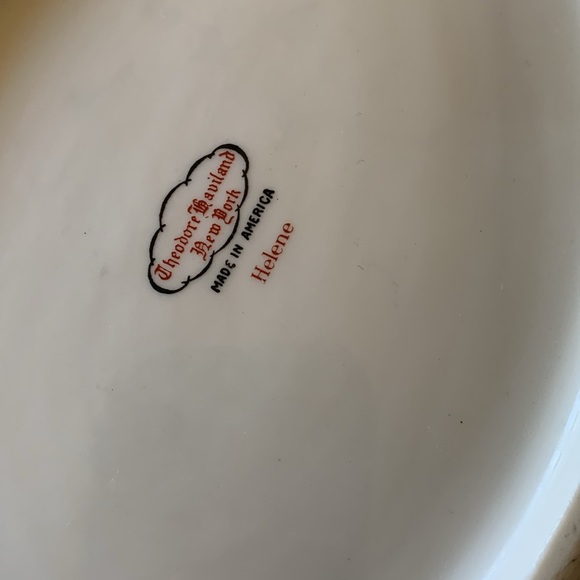 Theodore Haviland
New York
MADE IN AMERICA
Helene